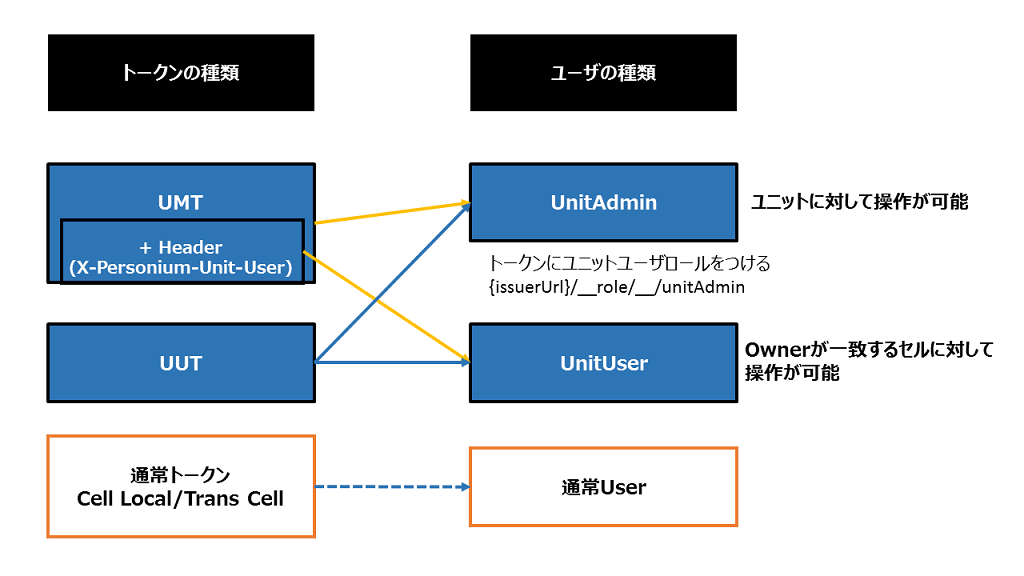 トークンの種類
ユーザの種類
UMT
+ Header
(X-Personium-Unit-User)
UnitAdmin
ユニットに対して操作が可能
トークンにユニットユーザロールをつける
{issuerUrl}/__role/__/unitAdmin
UUT
UnitUser
Ownerが一致するセルに対して
操作が可能
通常トークン
Cell Local/Trans Cell
通常User